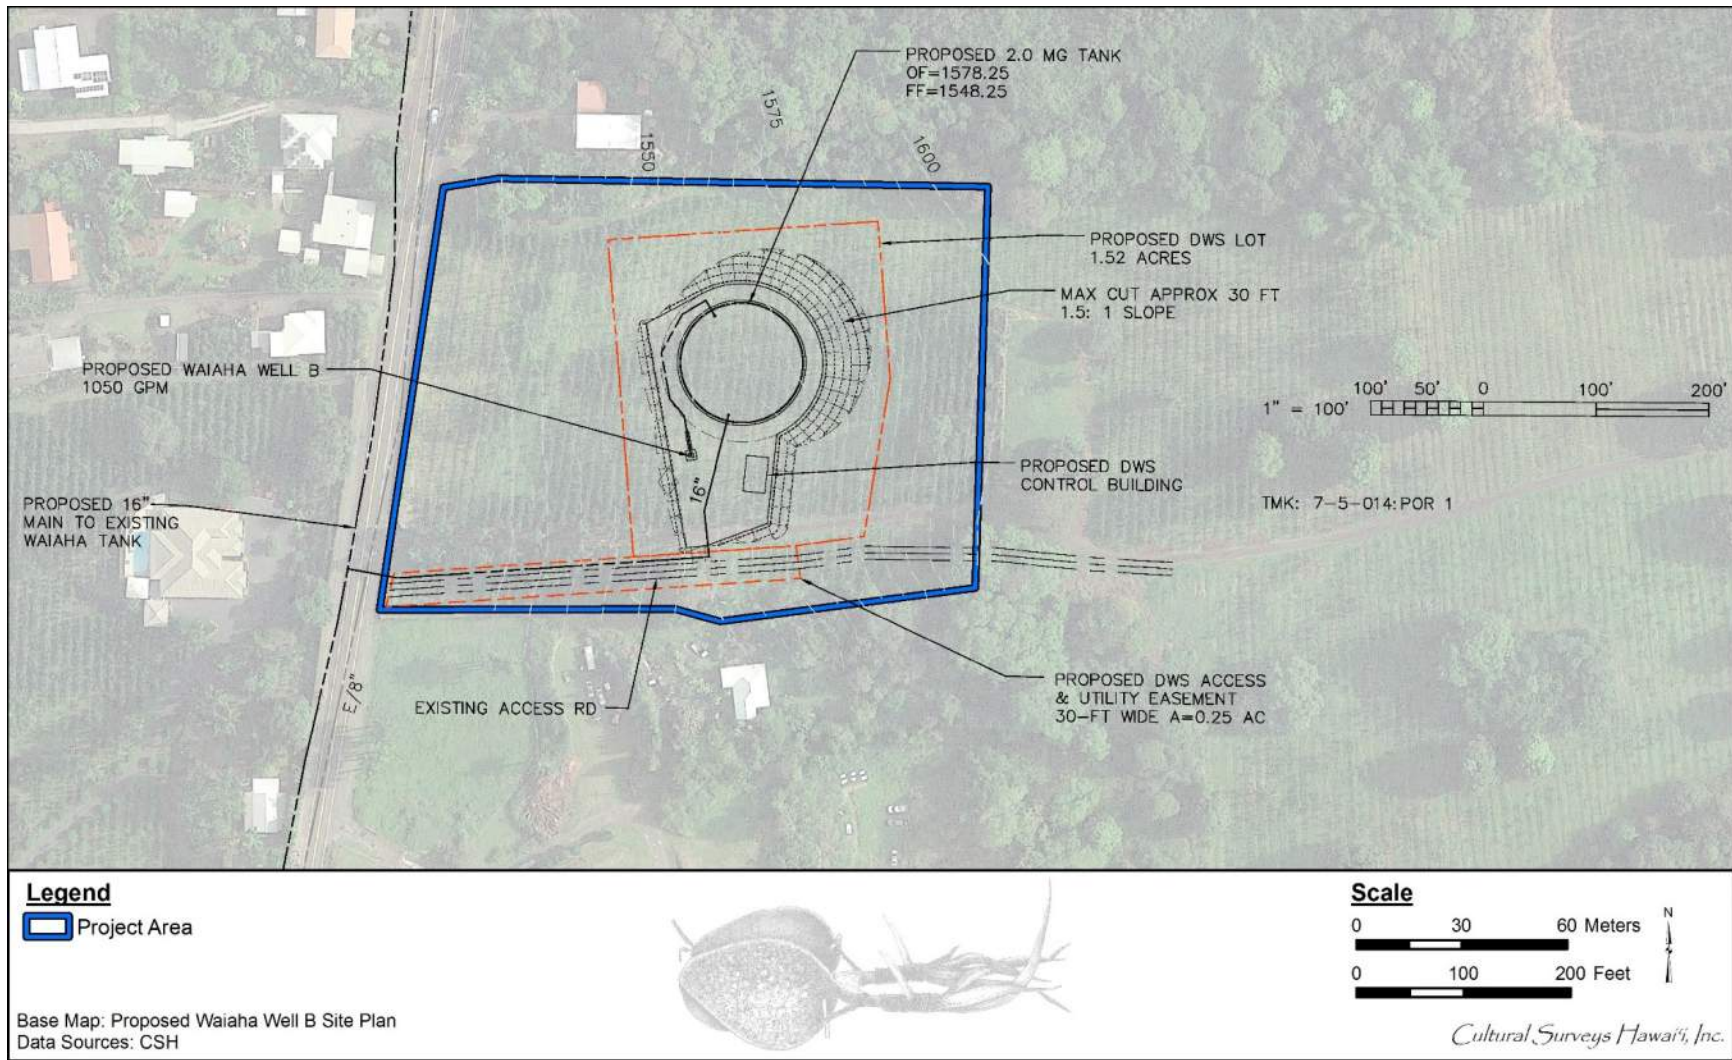 PROPOSED 2.0 MG TANK
OF=1578.25
FF=1548.25
1550
1575
1600
PROPOSED DWS LOT
1.52 ACRES
MAX CUT APPROX 30 FT
1.5: 1 SLOPE
PROPOSED WAIAHA WELL B
1050 GPM
100' 50' 0 100' 200'
1" = 100'
PROPOSED DWS
CONTROL BUILDING
16"
PROPOSED 16"
MAIN TO EXISTING
WAIAHA TANK
TMK: 7-5-014: POR 1
E/8"
EXISTING ACCESS RD
PROPOSED DWS ACCESS
& UTILITY EASEMENT
30-FT WIDE A=0.25 AC
Legend
Project Area
Base Map: Proposed Waiaha Well B Site Plan
Data Sources: CSH
Scale
0 30 60 Meters
0 100 200 Feet
N
Cultural Surveys Hawai‘i, Inc.